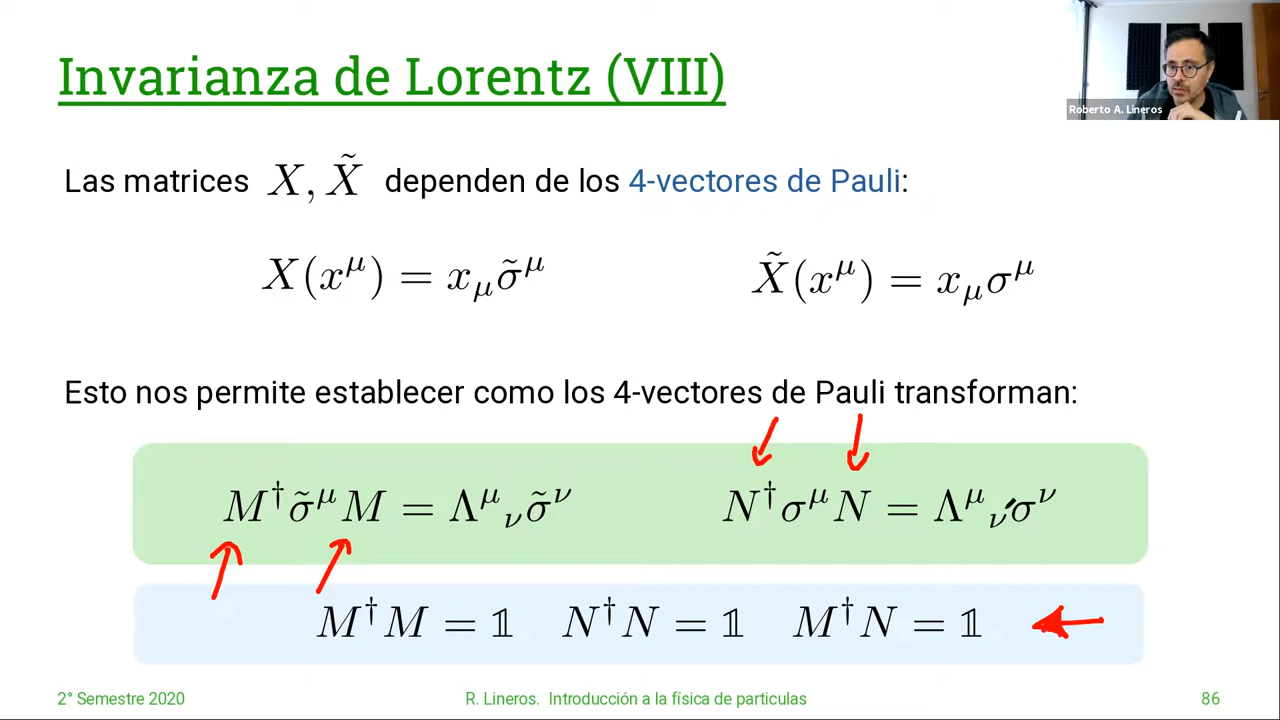 Invarianza de Lorentz (VIII)
Roberto A. Lineros
Las matrices X, X̃ dependen de los 4-vectores de Pauli:
X(x^μ) = x_μ σ̃^μ
X̃(x^μ) = x_μ σ^μ
Esto nos permite establecer como los 4-vectores de Pauli transforman:
M†σ̃^μ M = Λ^μ_ν σ̃^ν
N†σ^μ N = Λ^μ_ν σ^ν
M†M = 𝟙 N†N = 𝟙 M†N = 𝟙
2° Semestre 2020
R. Lineros. Introducción a la física de particulas
86